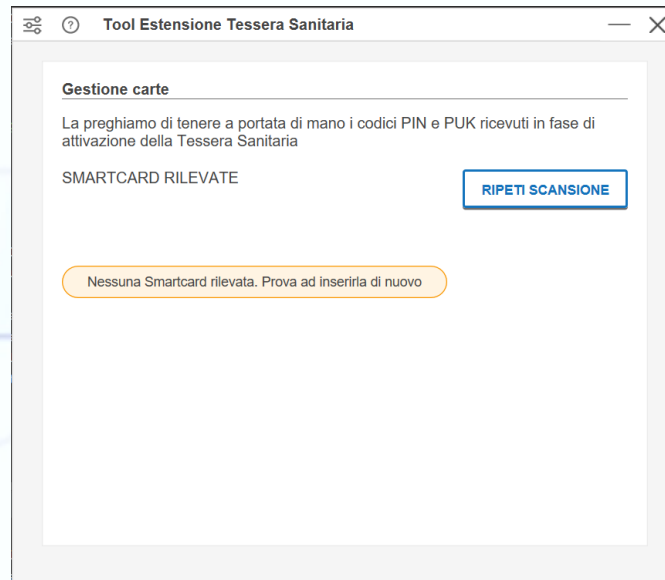 Tool Estensione Tessera Sanitaria
Gestione carte
La preghiamo di tenere a portata di mano i codici PIN e PUK ricevuti in fase di
attivazione della Tessera Sanitaria
SMARTCARD RILEVATE
RIPETI SCANSIONE
Nessuna Smartcard rilevata. Prova ad inserirla di nuovo